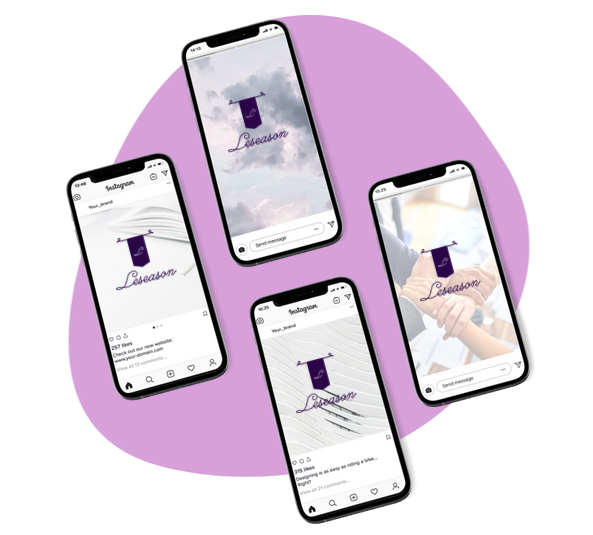 16:13
Leseason
Send message
13:48
Instagram
Your_brand
Leseason
257 likes
Check out our new website:
www.your-domain.com
View all 13 comments...
15:25
Leseason
Send message
16:25
Instagram
Your_brand
Leseason
315 likes
Designing is as easy as riding a bike...
Right?
View all 21 comments...